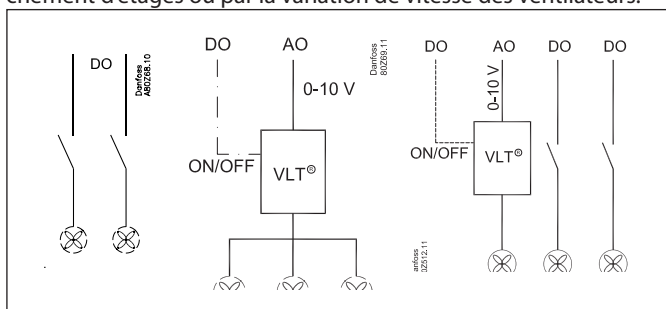 chement d'étages ou par la variation de vitesse des ventilateurs.
DO
Danfoss
A80Z68.10
DO
AO
0-10 V
ON/OFF
VLT®
Danfoss
80Z69.11
DO
AO
DO
DO
0-10 V
ON/OFF
VLT®
anfoss
0Z512.11